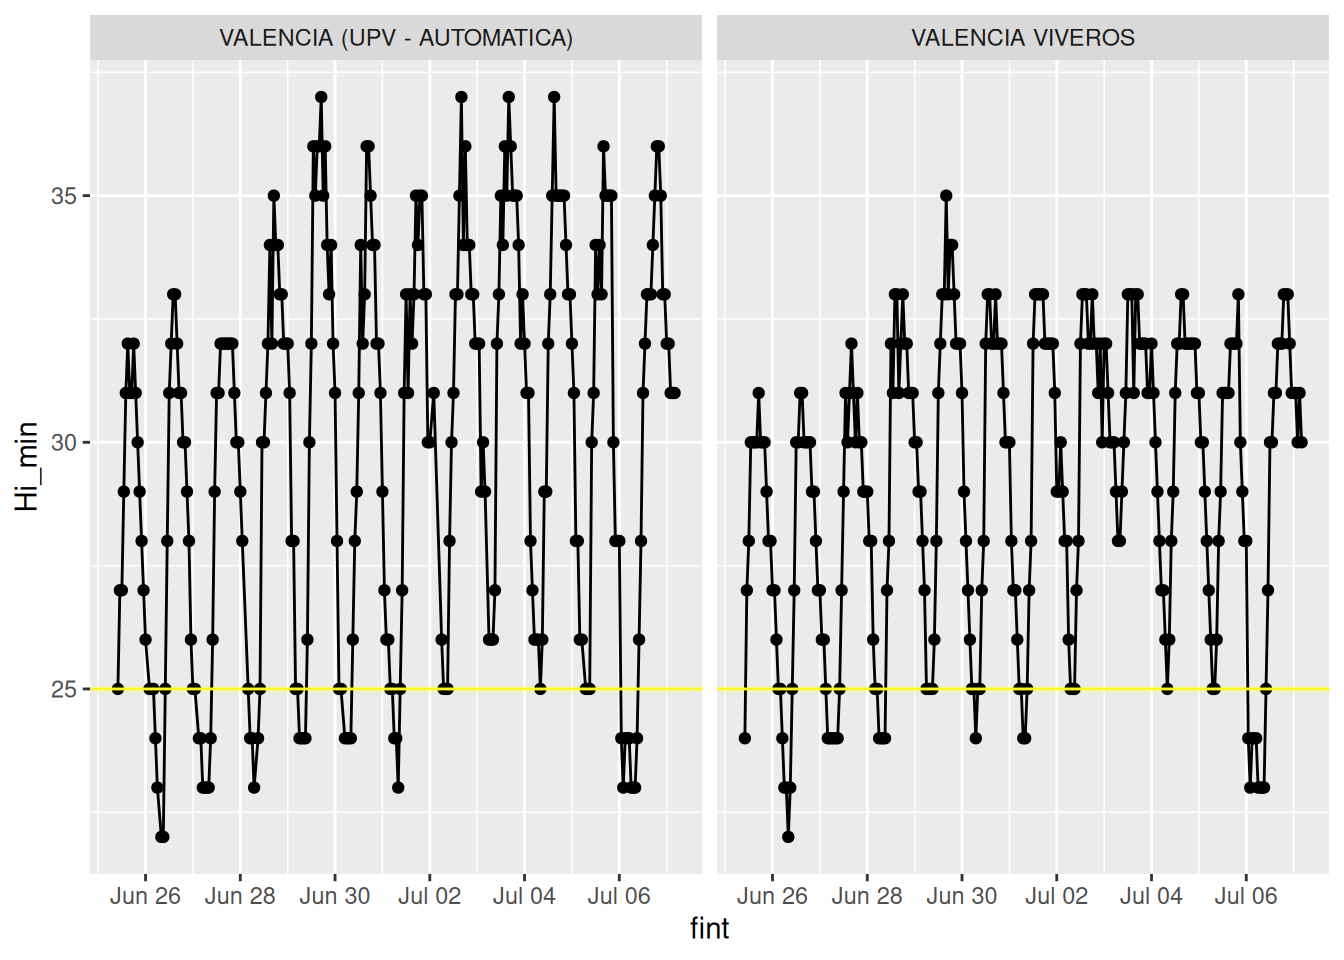 VALENCIA (UPV - AUTOMATICA) VALENCIA VIVEROS
Hi_min
35
30
25
Jun 26 Jun 28 Jun 30 Jul 02 Jul 04 Jul 06 Jun 26 Jun 28 Jun 30 Jul 02 Jul 04 Jul 06
fint